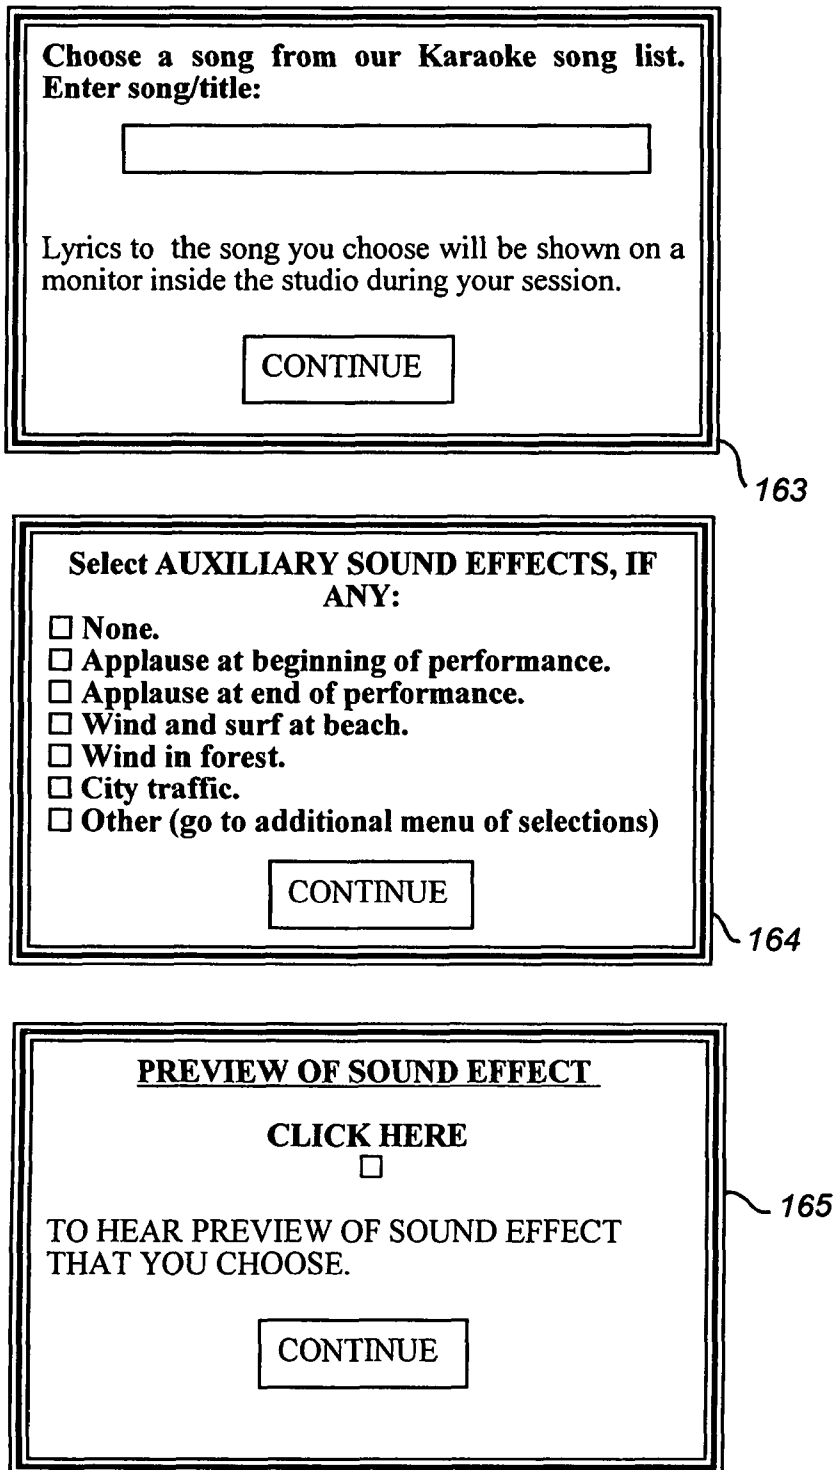 Choose a song from our Karaoke song list.
Enter song/title:
Lyrics to the song you choose will be shown on a
monitor inside the studio during your session.
CONTINUE
163
Select AUXILIARY SOUND EFFECTS, IF
ANY:
☐ None.
☐ Applause at beginning of performance.
☐ Applause at end of performance.
☐ Wind and surf at beach.
☐ Wind in forest.
☐ City traffic.
☐ Other (go to additional menu of selections)
CONTINUE
164
PREVIEW OF SOUND EFFECT
CLICK HERE
☐
165
TO HEAR PREVIEW OF SOUND EFFECT
THAT YOU CHOOSE.
CONTINUE